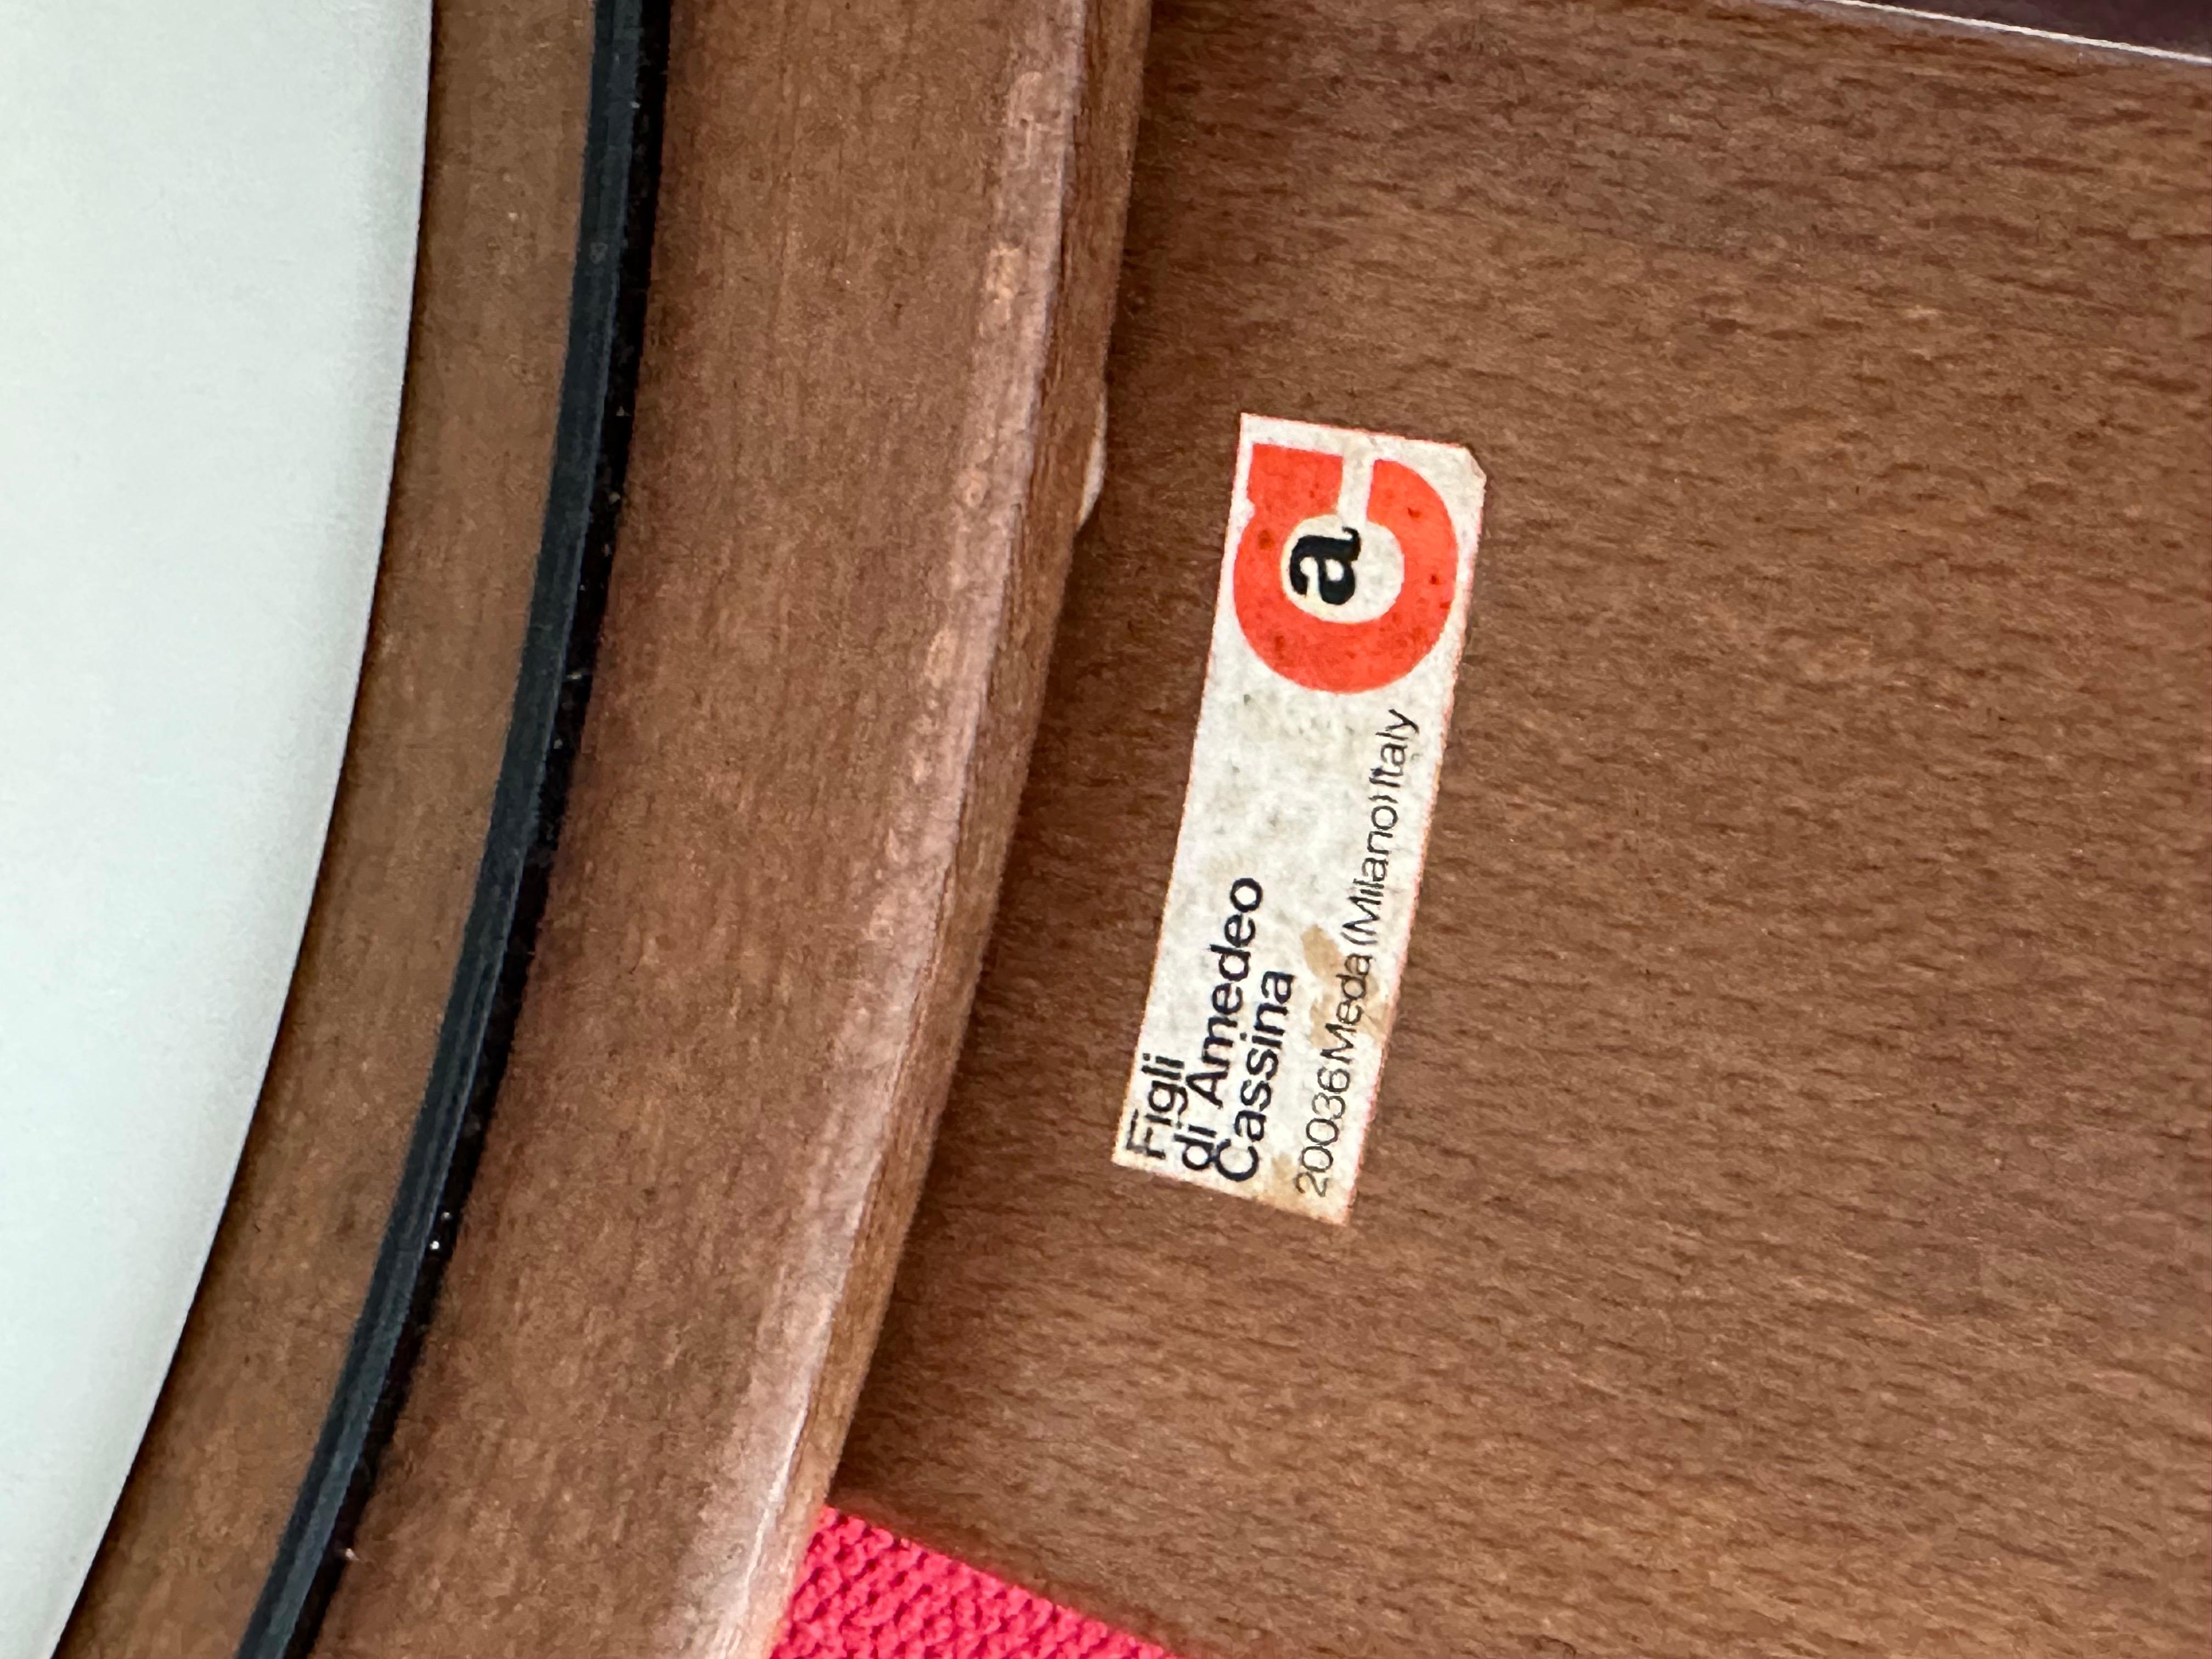 a
Figli
di Amedeo
Cassina
20036 Meda (Milano) Italy